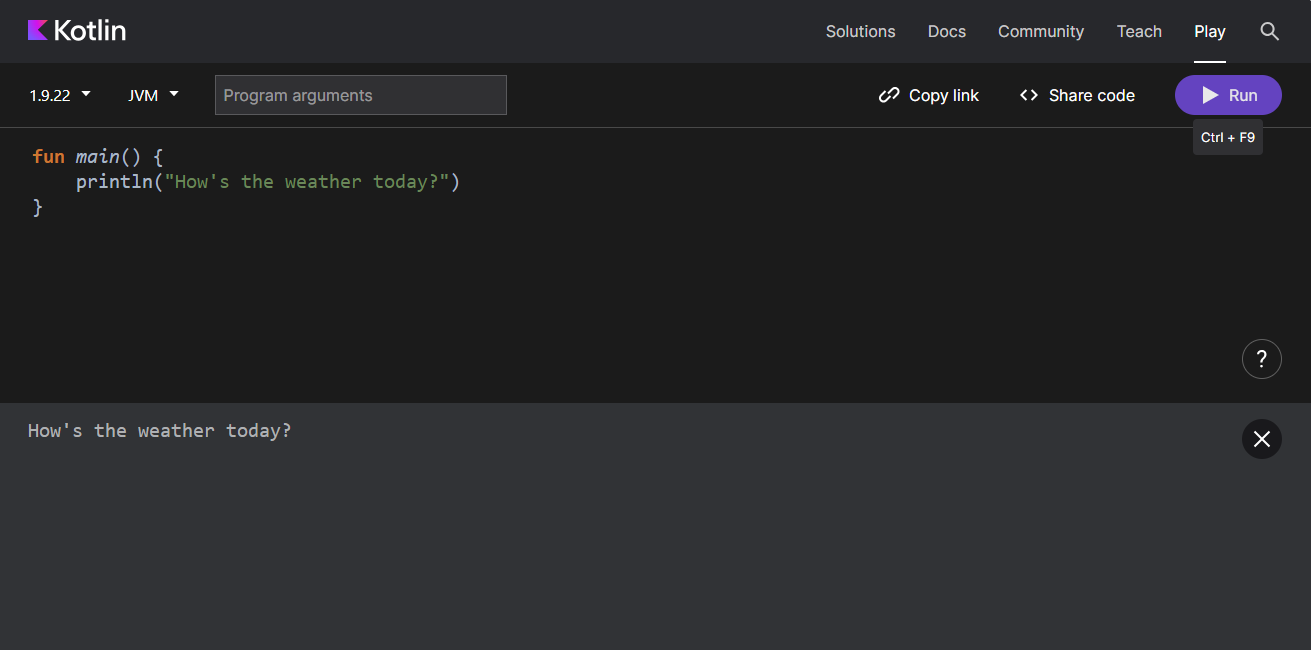 Kotlin Solutions Docs Community Teach Play
1.9.22 JVM Program arguments Copy link Share code Run
Ctrl + F9
fun main() {
    println("How's the weather today?")
}
?
How's the weather today?